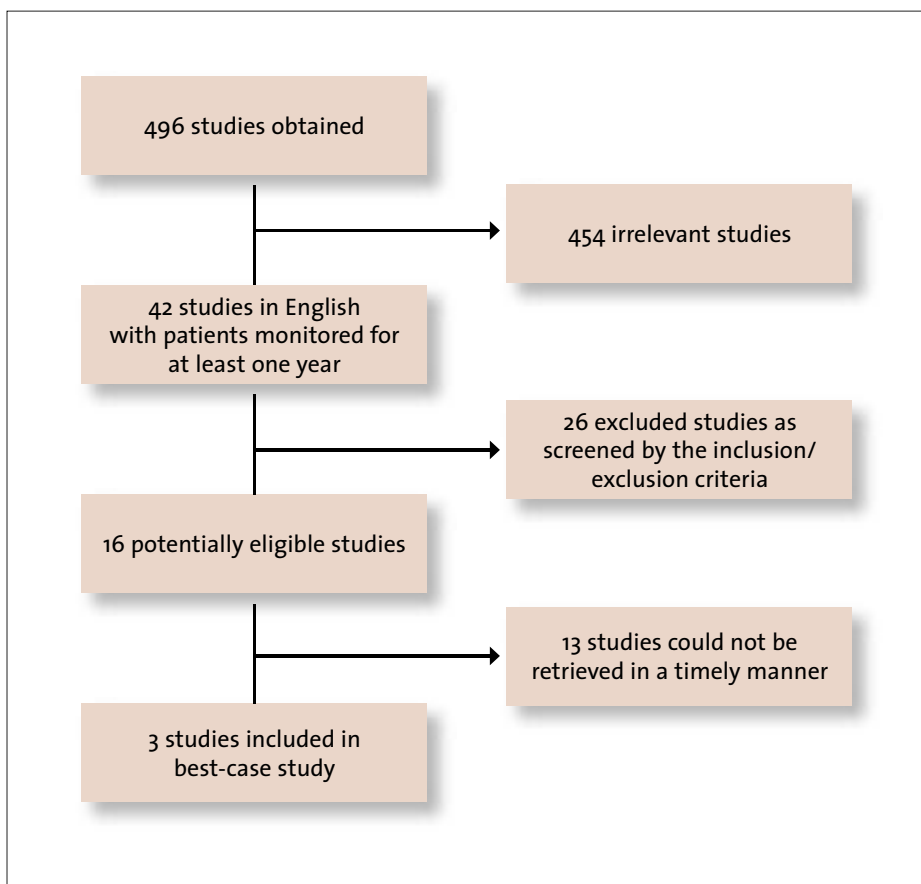 496 studies obtained
454 irrelevant studies
42 studies in English
with patients monitored for
at least one year
26 excluded studies as
screened by the inclusion/
exclusion criteria
16 potentially eligible studies
13 studies could not be
retrieved in a timely manner
3 studies included in
best-case study